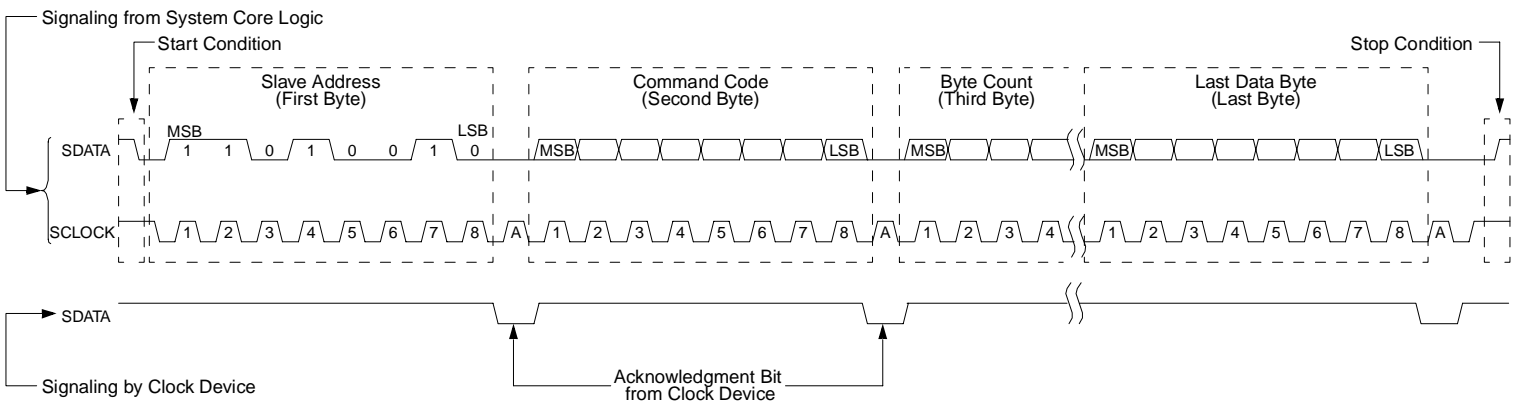 Signaling from System Core Logic
Start Condition
Stop Condition
Slave Address
(First Byte)
Command Code
(Second Byte)
Byte Count
(Third Byte)
Last Data Byte
(Last Byte)
MSB
LSB
SDATA
1 1 0 1 0 0 1 0
MSB
LSB
MSB
MSB
LSB
SCLOCK
1 2 3 4 5 6 7 8 A
1 2 3 4 5 6 7 8 A
1 2 3 4
1 2 3 4 5 6 7 8 A
SDATA
Signaling by Clock Device
Acknowledgment Bit
from Clock Device